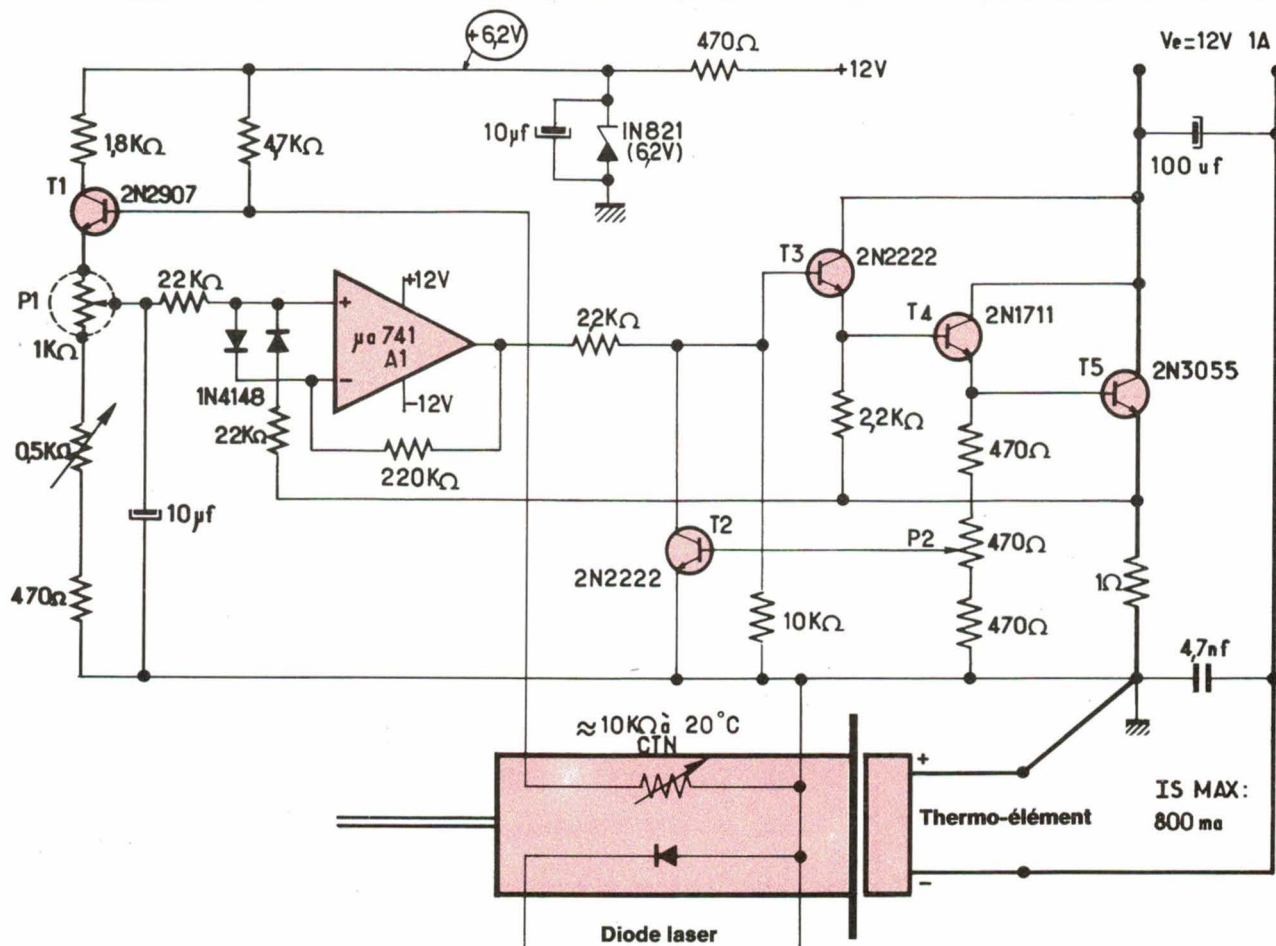 +6,2V
470Ω
+12V
Ve=12V 1A
1,8KΩ
4,7KΩ
10µf
IN821
(6,2V)
100 uf
T1
2N2907
T3
2N2222
22KΩ
+12V
P1
µa 741
A1
22KΩ
T4
2N1711
1KΩ
T5
2N3055
-12V
1N4148
22KΩ
2,2KΩ
0,5KΩ
220KΩ
470Ω
10µf
T2
P2
470Ω
2N2222
1Ω
470Ω
10KΩ
470Ω
4,7nf
≈10KΩ à 20°C
CTN
+
Thermo-élément
IS MAX:
800 ma
-
Diode laser